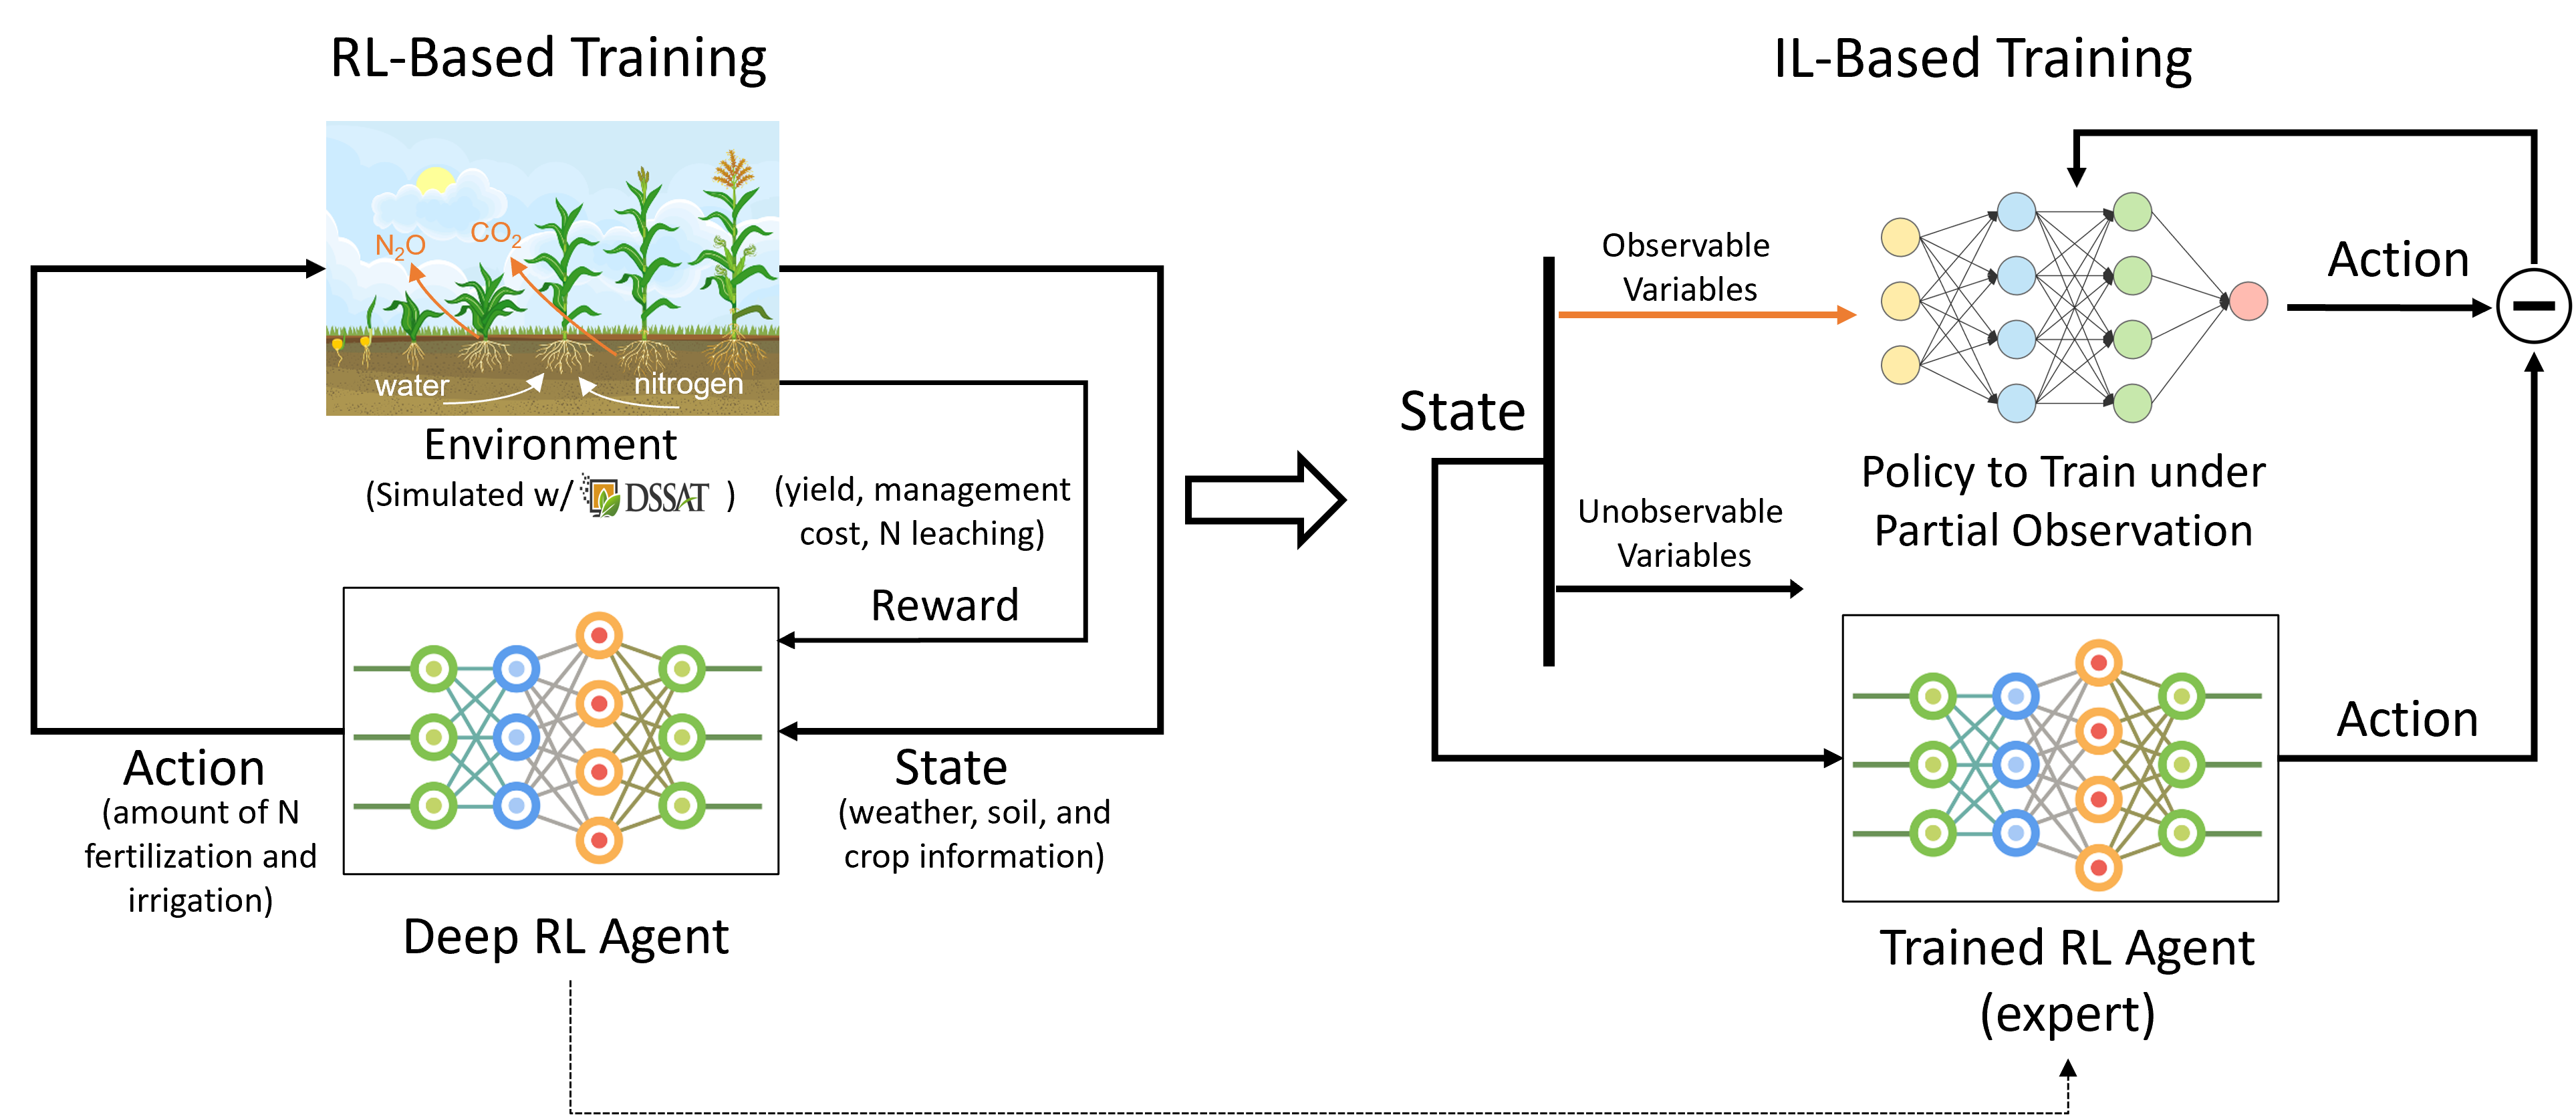 RL-Based Training
N₂O
CO₂
water
nitrogen
Environment
(Simulated w/ DSSAT )
(yield, management
cost, N leaching)
Reward
Action
(amount of N
fertilization and
irrigation)
State
(weather, soil, and
crop information)
Deep RL Agent
IL-Based Training
State
Observable
Variables
Unobservable
Variables
Action
Policy to Train under
Partial Observation
Action
Trained RL Agent
(expert)